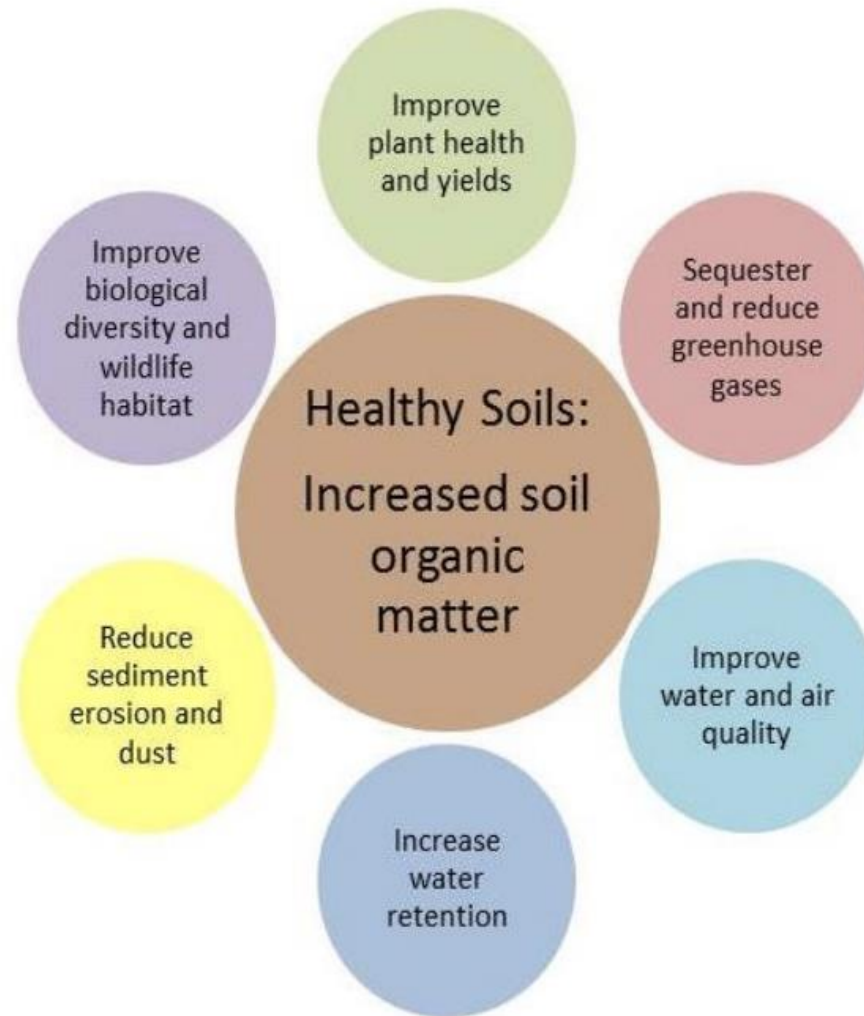 Improve
plant health
and yields
Improve
biological
diversity and
wildlife
habitat
Sequester
and reduce
greenhouse
gases
Healthy Soils:
Increased soil
organic
matter
Reduce
sediment
erosion and
dust
Improve
water and air
quality
Increase
water
retention